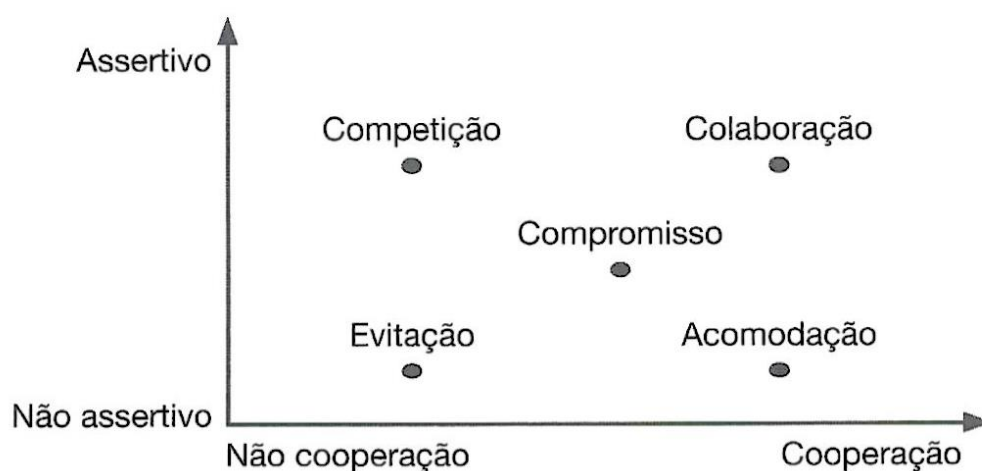 Assertivo
Competição
Colaboração
Compromisso
Evitação
Acomodação
Não assertivo
Não cooperação
Cooperação